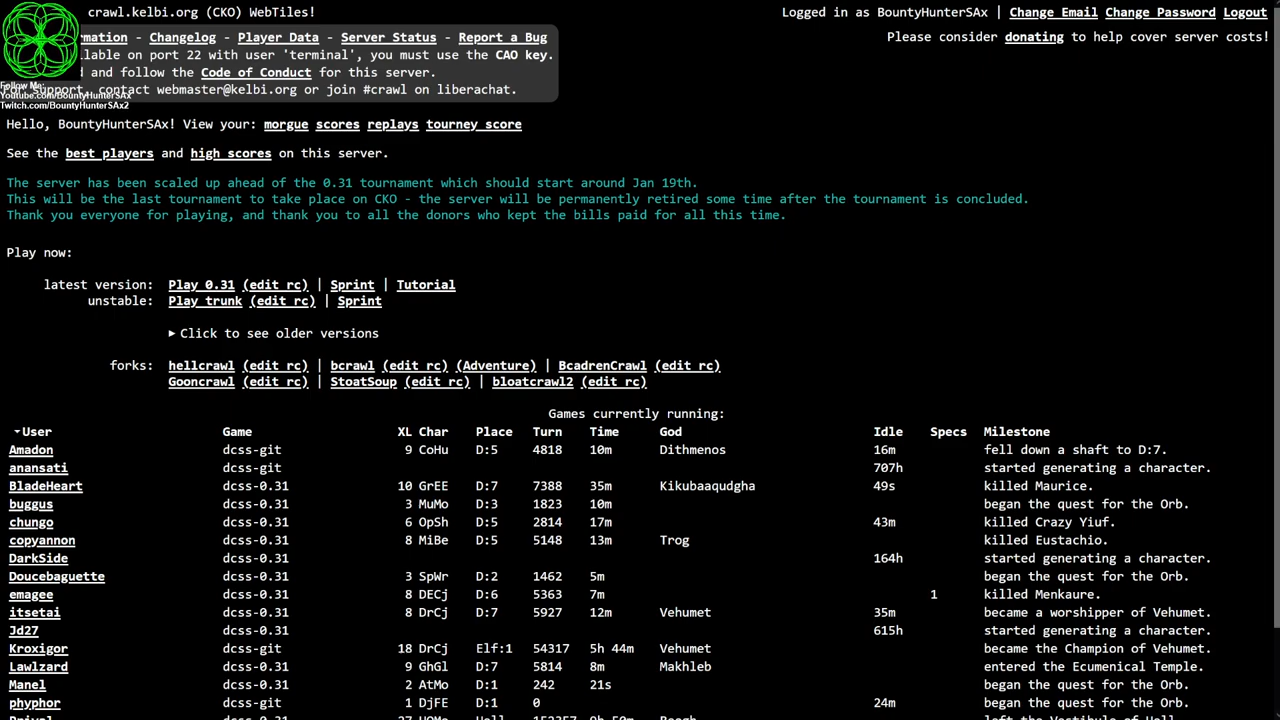 crawl.kelbi.org (CKO) WebTiles!
Logged in as BountyHunterSAx | Change Email Change Password Logout
mation - Changelog - Player Data - Server Status - Report a Bug
Please consider donating to help cover server costs!
ilable on port 22 with user 'terminal', you must use the CAO key.
d and follow the Code of Conduct for this server.
Follow Me:
support, contact webmaster@kelbi.org or join #crawl on liberachat.
Youtube.com/BountyHunterSAx
Twitch.com/BountyHunterSAx2
Hello, BountyHunterSAx! View your: morgue scores replays tourney score
See the best players and high scores on this server.
The server has been scaled up ahead of the 0.31 tournament which should start around Jan 19th.
This will be the last tournament to take place on CKO - the server will be permanently retired some time after the tournament is concluded.
Thank you everyone for playing, and thank you to all the donors who kept the bills paid for all this time.
Play now:
latest version: Play 0.31 (edit rc) | Sprint | Tutorial
unstable: Play trunk (edit rc) | Sprint
▸ Click to see older versions
forks: hellcrawl (edit rc) | bcrawl (edit rc) (Adventure) | BcadrenCrawl (edit rc)
Gooncrawl (edit rc) | StoatSoup (edit rc) | bloatcrawl2 (edit rc)
Games currently running:
User Game XL Char Place Turn Time God Idle Specs Milestone
Amadon dcss-git 9 CoHu D:5 4818 10m Dithmenos 16m fell down a shaft to D:7.
anansati dcss-git 707h started generating a character.
BladeHeart dcss-0.31 10 GrEE D:7 7388 35m Kikubaaqudgha 49s killed Maurice.
buggus dcss-0.31 3 MuMo D:3 1823 10m began the quest for the Orb.
chungo dcss-0.31 6 OpSh D:5 2814 17m 43m killed Crazy Yiuf.
copyannon dcss-0.31 8 MiBe D:5 5148 13m Trog killed Eustachio.
DarkSide dcss-0.31 164h started generating a character.
Doucebaguette dcss-0.31 3 SpWr D:2 1462 5m began the quest for the Orb.
emagee dcss-0.31 8 DECj D:6 5363 7m 1 killed Menkaure.
itsetai dcss-0.31 8 DrCj D:7 5927 12m Vehumet 35m became a worshipper of Vehumet.
Jd27 dcss-0.31 615h started generating a character.
Kroxigor dcss-git 18 DrCj Elf:1 54317 5h 44m Vehumet became the Champion of Vehumet.
Lawlzard dcss-0.31 9 GhGl D:7 5814 8m Makhleb entered the Ecumenical Temple.
Manel dcss-0.31 2 AtMo D:1 242 21s began the quest for the Orb.
phyphor dcss-0.31 1 DjFE D:1 0 24m began the quest for the Orb.